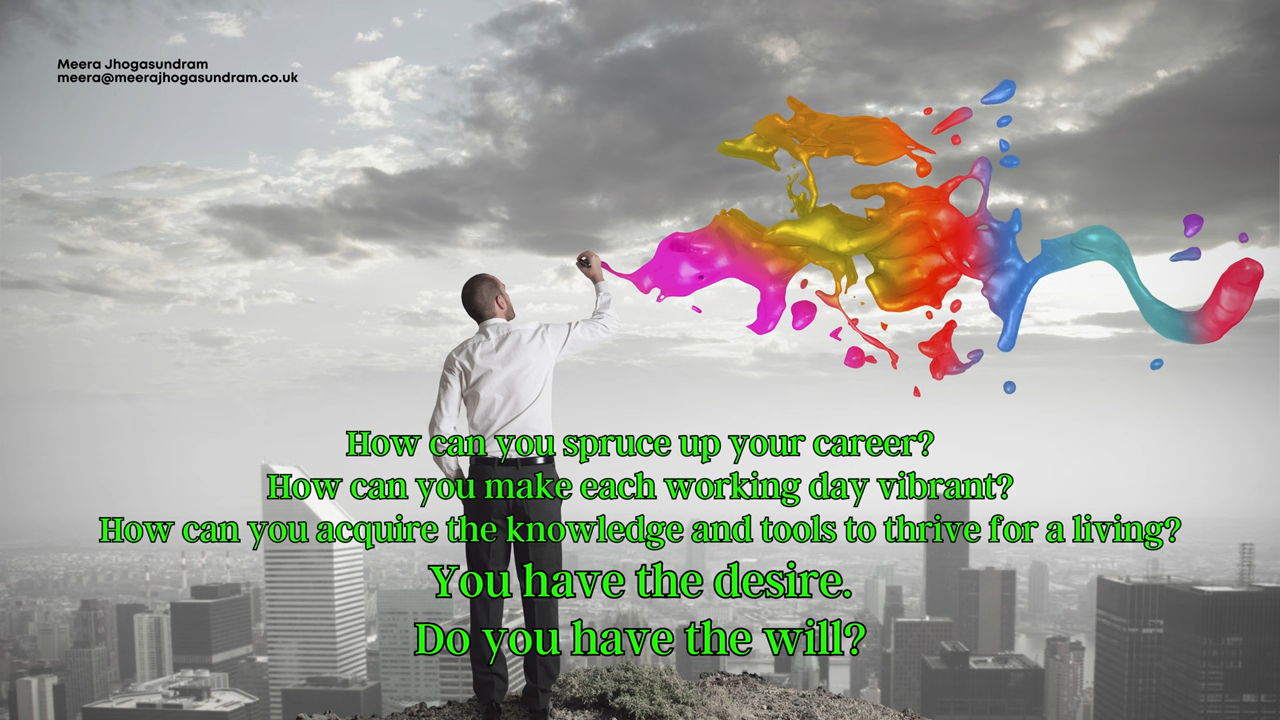 Meera Jhogasundram
meera@meerajhogasundram.co.uk
How can you spruce up your career?
How can you make each working day vibrant?
How can you acquire the knowledge and tools to thrive for a living?
You have the desire.
Do you have the will?